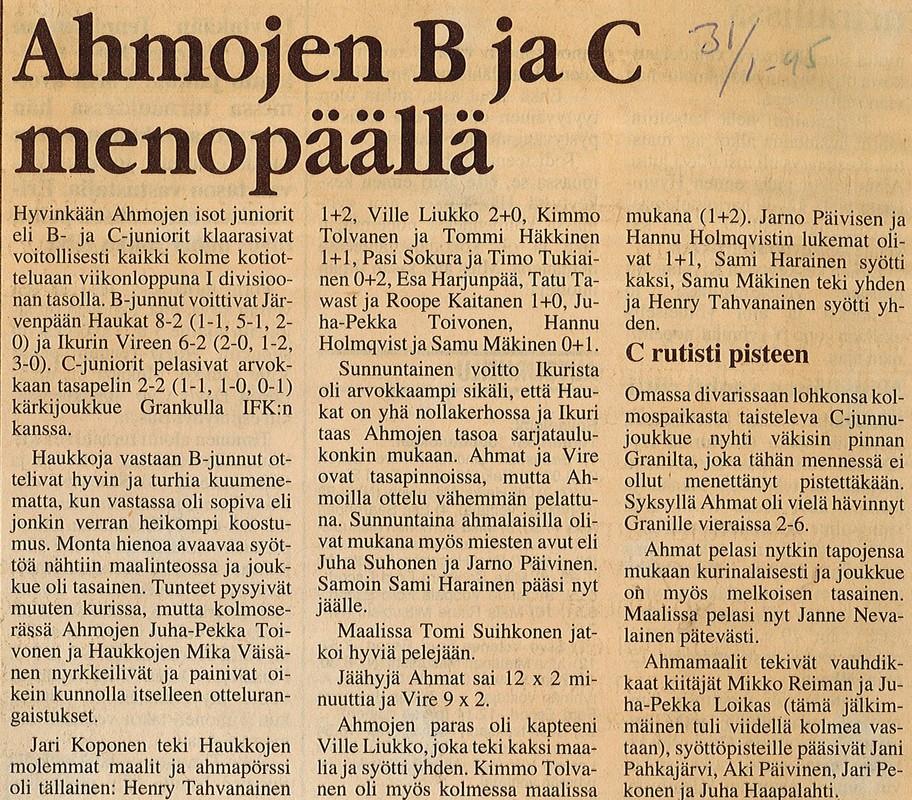 Ahmojen B ja C
menopäällä
31/1-95
Hyvinkään Ahmojen isot juniorit
eli B- ja C-juniorit klaarasivat
voitollisesti kaikki kolme kotiot-
teluaan viikonloppuna I divisioo-
nan tasolla. B-junnut voittivat Jär-
venpään Haukat 8-2 (1-1, 5-1, 2-
0) ja Ikurin Vireen 6-2 (2-0, 1-2,
3-0). C-juniorit pelasivat arvok-
kaan tasapelin 2-2 (1-1, 1-0, 0-1)
kärkijoukkue Grankulla IFK:n
kanssa.
Haukkoja vastaan B-junnut ot-
telivat hyvin ja turhia kuumene-
matta, kun vastassa oli sopiva eli
jonkin verran heikompi koostu-
mus. Monta hienoa avaavaa syöt-
töä nähtiin maalinteossa ja jouk-
kue oli tasainen. Tunteet pysyivät
muuten kurissa, mutta kolmose-
rässä Ahmojen Juha-Pekka Toi-
vonen ja Haukkojen Mika Väisä-
nen nyrkkeilivät ja painivat oi-
kein kunnolla itselleen otteluran-
gaistukset.
Jari Koponen teki Haukkojen
molemmat maalit ja ahmapörssi
oli tällainen: Henry Tahvanainen
1+2, Ville Liukko 2+0, Kimmo
Tolvanen ja Tommi Häkkinen
1+1, Pasi Sokura ja Timo Tukiai-
nen 0+2, Esa Harjunpää, Tatu Ta-
wast ja Roope Kaitanen 1+0, Ju-
ha-Pekka Toivonen, Hannu
Holmqvist ja Samu Mäkinen 0+1.
Sunnuntainen voitto Ikurista
oli arvokkaampi sikäli, että Hau-
kat on yhä nollakerhossa ja Ikuri
taas Ahmojen tasoa sarjataulu-
konkin mukaan. Ahmat ja Vire
ovat tasapinnoissa, mutta Ah-
moilla ottelu vähemmän pelattu-
na. Sunnuntaina ahmalaisilla oli-
vat mukana myös miesten avut eli
Juha Suhonen ja Jarno Päivinen.
Samoin Sami Harainen pääsi nyt
jäälle.
Maalissa Tomi Suihkonen jat-
koi hyviä pelejään.
Jäähyjä Ahmat sai 12 x 2 mi-
nuuttia ja Vire 9 x 2.
Ahmojen paras oli kapteeni
Ville Liukko, joka teki kaksi maa-
lia ja syötti yhden. Kimmo Tolva-
nen oli myös kolmessa maalissa
mukana (1+2). Jarno Päivisen ja
Hannu Holmqvistin lukemat oli-
vat 1+1, Sami Harainen syötti
kaksi, Samu Mäkinen teki yhden
ja Henry Tahvanainen syötti yh-
den.
C rutisti pisteen
Omassa divarissaan lohkonsa kol-
mospaikasta taisteleva C-junnu-
joukkue nyhti väkisin pinnan
Granilta, joka tähän mennessä ei
ollut menettänyt pistettäkään.
Syksyllä Ahmat oli vielä hävinnyt
Granille vieraissa 2-6.
Ahmat pelasi nytkin tapojensa
mukaan kurinalaisesti ja joukkue
on myös melkoisen tasainen.
Maalissa pelasi nyt Janne Neva-
lainen pätevästi.
Ahmamaalit tekivät vauhdik-
kaat kiitäjät Mikko Reiman ja Ju-
ha-Pekka Loikas (tämä jälkim-
mäinen tuli viidellä kolmea vas-
taan), syöttöpisteille pääsivät Jani
Pahkajärvi, Aki Päivinen, Jari Pe-
konen ja Juha Haapalahti.